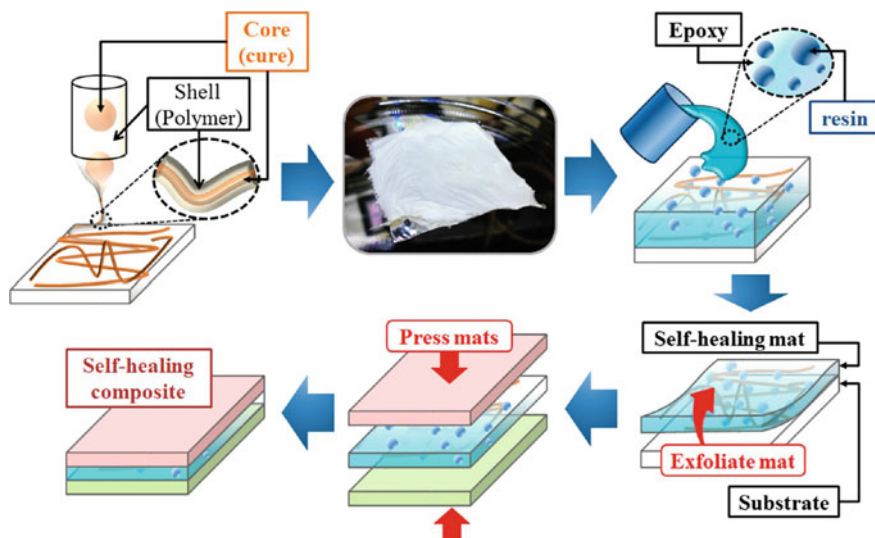 Core
(cure)
Shell
(Polymer)
Epoxy
resin
Self-healing mat
Exfoliate mat
Substrate
Press mats
Self-healing
composite